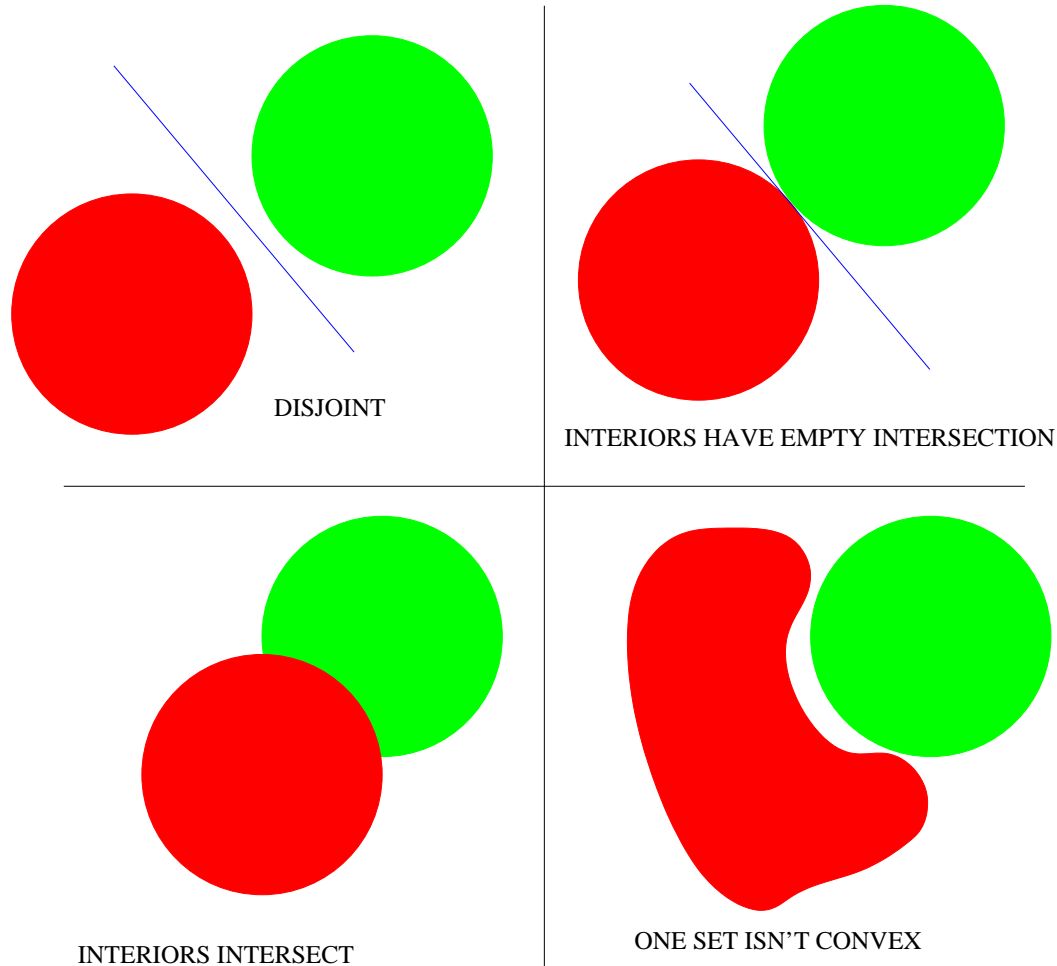 DISJOINT
INTERIORS HAVE EMPTY INTERSECTION
INTERIORS INTERSECT
ONE SET ISN'T CONVEX